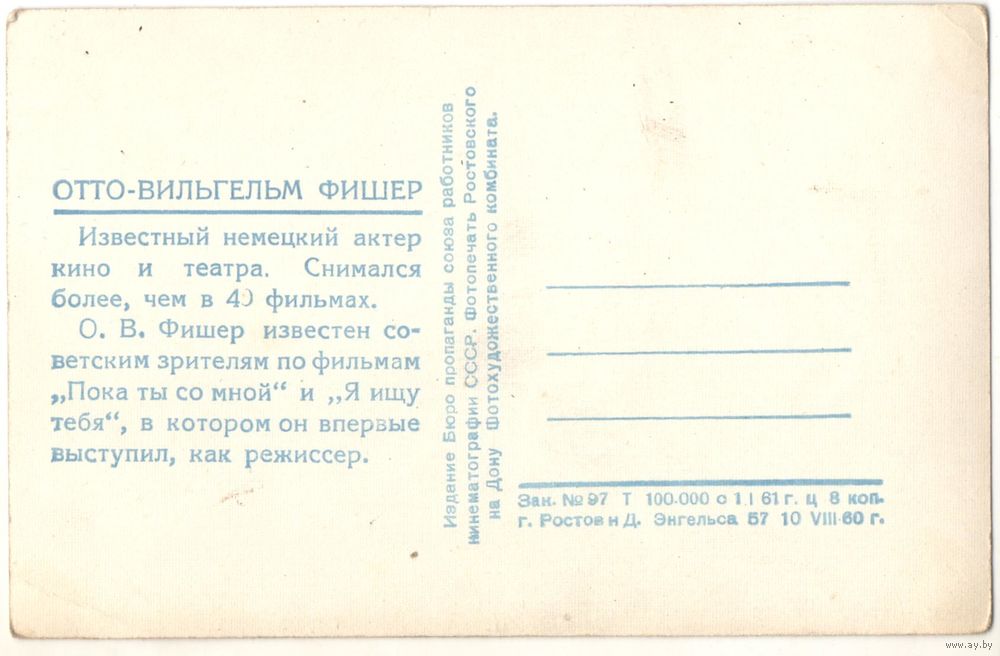 ОТТО-ВИЛЬГЕЛЬМ ФИШЕР
Известный немецкий актер
кино и театра. Снимался
более, чем в 40 фильмах.
О. В. Фишер известен со-
ветским зрителям по фильмам
„Пока ты со мной“ и „Я ищу
тебя“, в котором он впервые
выступил, как режиссер.
Издание Бюро пропаганды союза работников
кинематографии СССР. Фотопечать Ростовского
на Дону Фотохудожественного комбината.
Зак. № 97 Т 100.000 с 1 I 61 г. ц 8 коп.
г. Ростов н Д. Энгельса 57 10 VIII-60 г.
www.ay.by